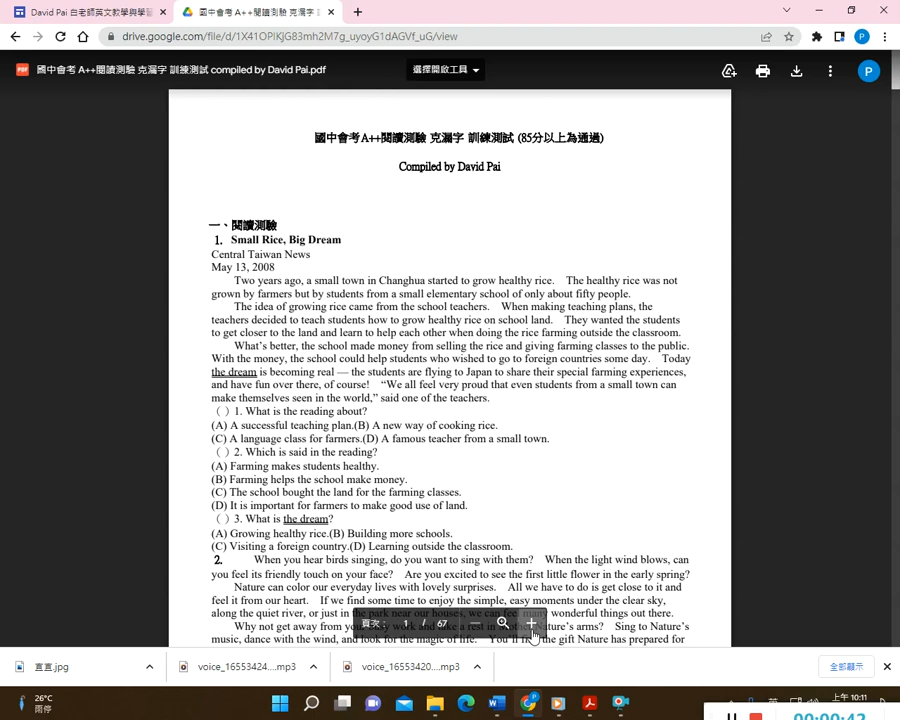 David Pai 白老師英文教學與學習
國中會考 A++閱讀測驗 克漏字 訓
drive.google.com/file/d/1X41OPlKjG83mh2M7g_uyoyG1dAGVf_uG/view
PDF 國中會考 A++閱讀測驗 克漏字 訓練測試 compiled by David Pai.pdf
選擇開啟工具
P
國中會考A++閱讀測驗 克漏字 訓練測試 (85分以上為通過)
Compiled by David Pai
一、閱讀測驗
1. Small Rice, Big Dream
Central Taiwan News
May 13, 2008
Two years ago, a small town in Changhua started to grow healthy rice. The healthy rice was not
grown by farmers but by students from a small elementary school of only about fifty people.
The idea of growing rice came from the school teachers. When making teaching plans, the
teachers decided to teach students how to grow healthy rice on school land. They wanted the students
to get closer to the land and learn to help each other when doing the rice farming outside the classroom.
What's better, the school made money from selling the rice and giving farming classes to the public.
With the money, the school could help students who wished to go to foreign countries some day. Today
the dream is becoming real — the students are flying to Japan to share their special farming experiences,
and have fun over there, of course! “We all feel very proud that even students from a small town can
make themselves seen in the world,” said one of the teachers.
( ) 1. What is the reading about?
(A) A successful teaching plan.(B) A new way of cooking rice.
(C) A language class for farmers.(D) A famous teacher from a small town.
( ) 2. Which is said in the reading?
(A) Farming makes students healthy.
(B) Farming helps the school make money.
(C) The school bought the land for the farming classes.
(D) It is important for farmers to make good use of land.
( ) 3. What is the dream?
(A) Growing healthy rice.(B) Building more schools.
(C) Visiting a foreign country.(D) Learning outside the classroom.
2. When you hear birds singing, do you want to sing with them? When the light wind blows, can
you feel its friendly touch on your face? Are you excited to see the first little flower in the early spring?
Nature can color our everyday lives with lovely surprises. All we have to do is get close to it and
feel it from our heart. If we find some time to enjoy the simple, easy moments under the clear sky,
along the quiet river, or just in the park near our houses, we can feel many wonderful things out there.
Why not get away from your busy work and take a rest in Mother Nature's arms? Sing to Nature's
music, dance with the wind, and look for the magic of life. You'll find the gift Nature has prepared for
頁次： 1 / 67
宣宣.jpg
voice_16553424....mp3
voice_16553420....mp3
全部顯示
26°C
雨停
英
上午 10:11
00:00:42